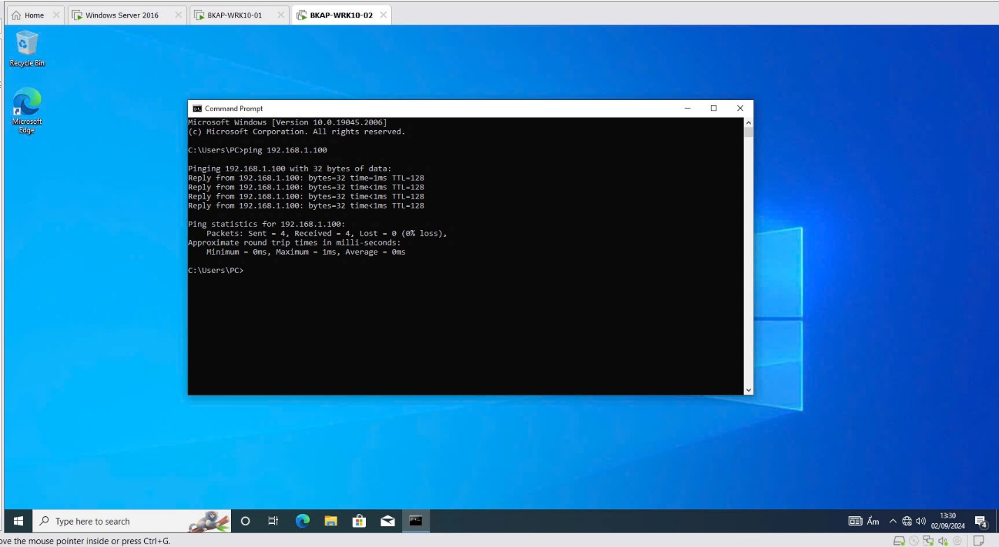 Home
Windows Server 2016
BKAP-WRK10-01
BKAP-WRK10-02
Recycle Bin
Microsoft
Edge
Command Prompt
Microsoft Windows [Version 10.0.19045.2006]
(c) Microsoft Corporation. All rights reserved.
C:\Users\PC>ping 192.168.1.100
Pinging 192.168.1.100 with 32 bytes of data:
Reply from 192.168.1.100: bytes=32 time=1ms TTL=128
Reply from 192.168.1.100: bytes=32 time<1ms TTL=128
Reply from 192.168.1.100: bytes=32 time<1ms TTL=128
Reply from 192.168.1.100: bytes=32 time<1ms TTL=128
Ping statistics for 192.168.1.100:
Packets: Sent = 4, Received = 4, Lost = 0 (0% loss),
Approximate round trip times in milli-seconds:
Minimum = 0ms, Maximum = 1ms, Average = 0ms
C:\Users\PC>
Type here to search
Ấm
13:30
02/09/2024
4
ove the mouse pointer inside or press Ctrl+G.